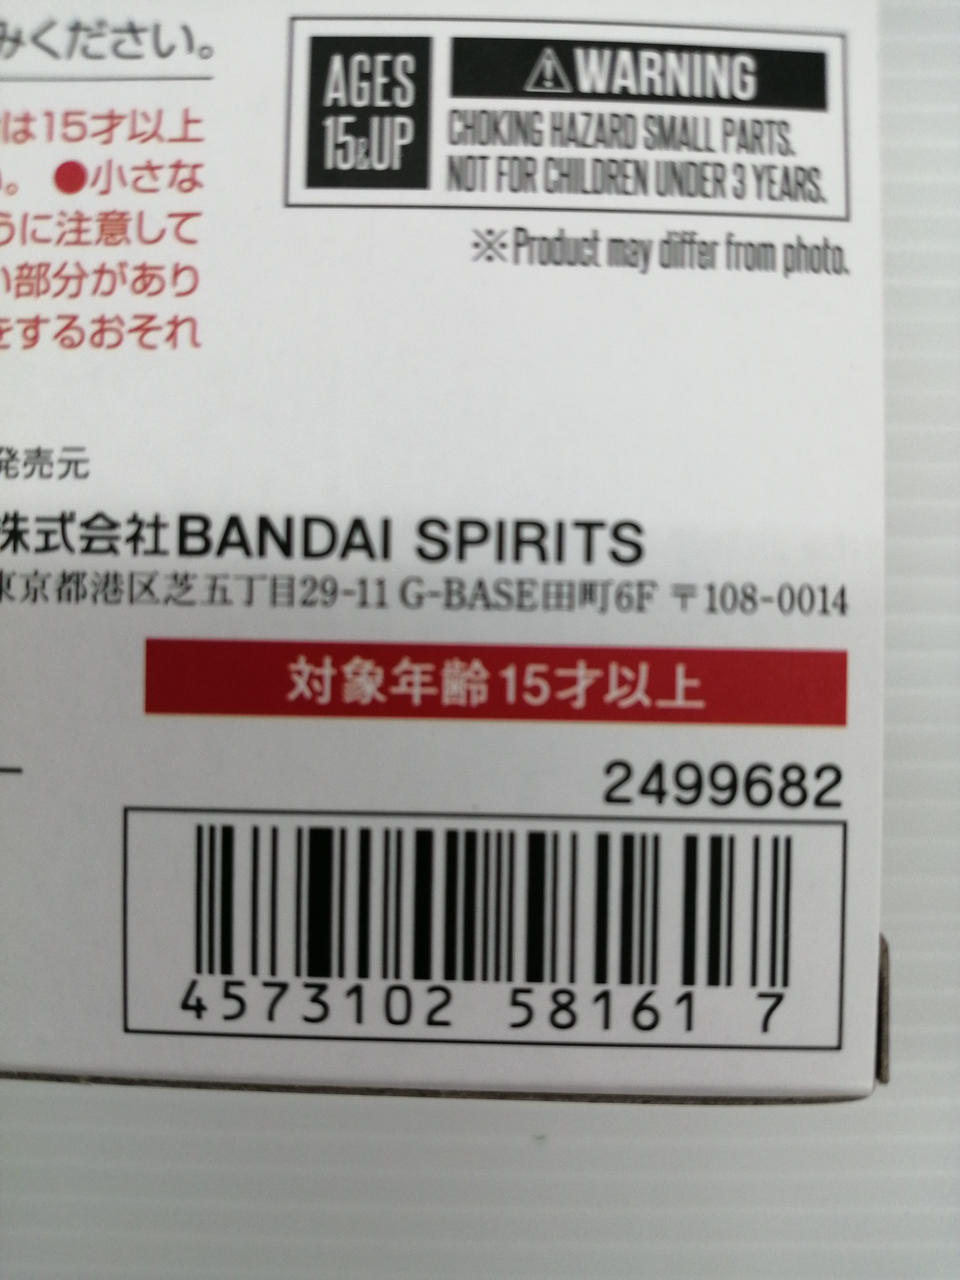 みください。
は15才以上
い。 ●小さな
うに注意して
い部分があり
をするおそれ
AGES
15&UP
⚠WARNING
CHOKING HAZARD SMALL PARTS.
NOT FOR CHILDREN UNDER 3 YEARS.
※Product may differ from photo.
発売元
株式会社BANDAI SPIRITS
東京都港区芝五丁目29-11 G-BASE田町6F 〒108-0014
対象年齢15才以上
2499682
4573102 58161 7